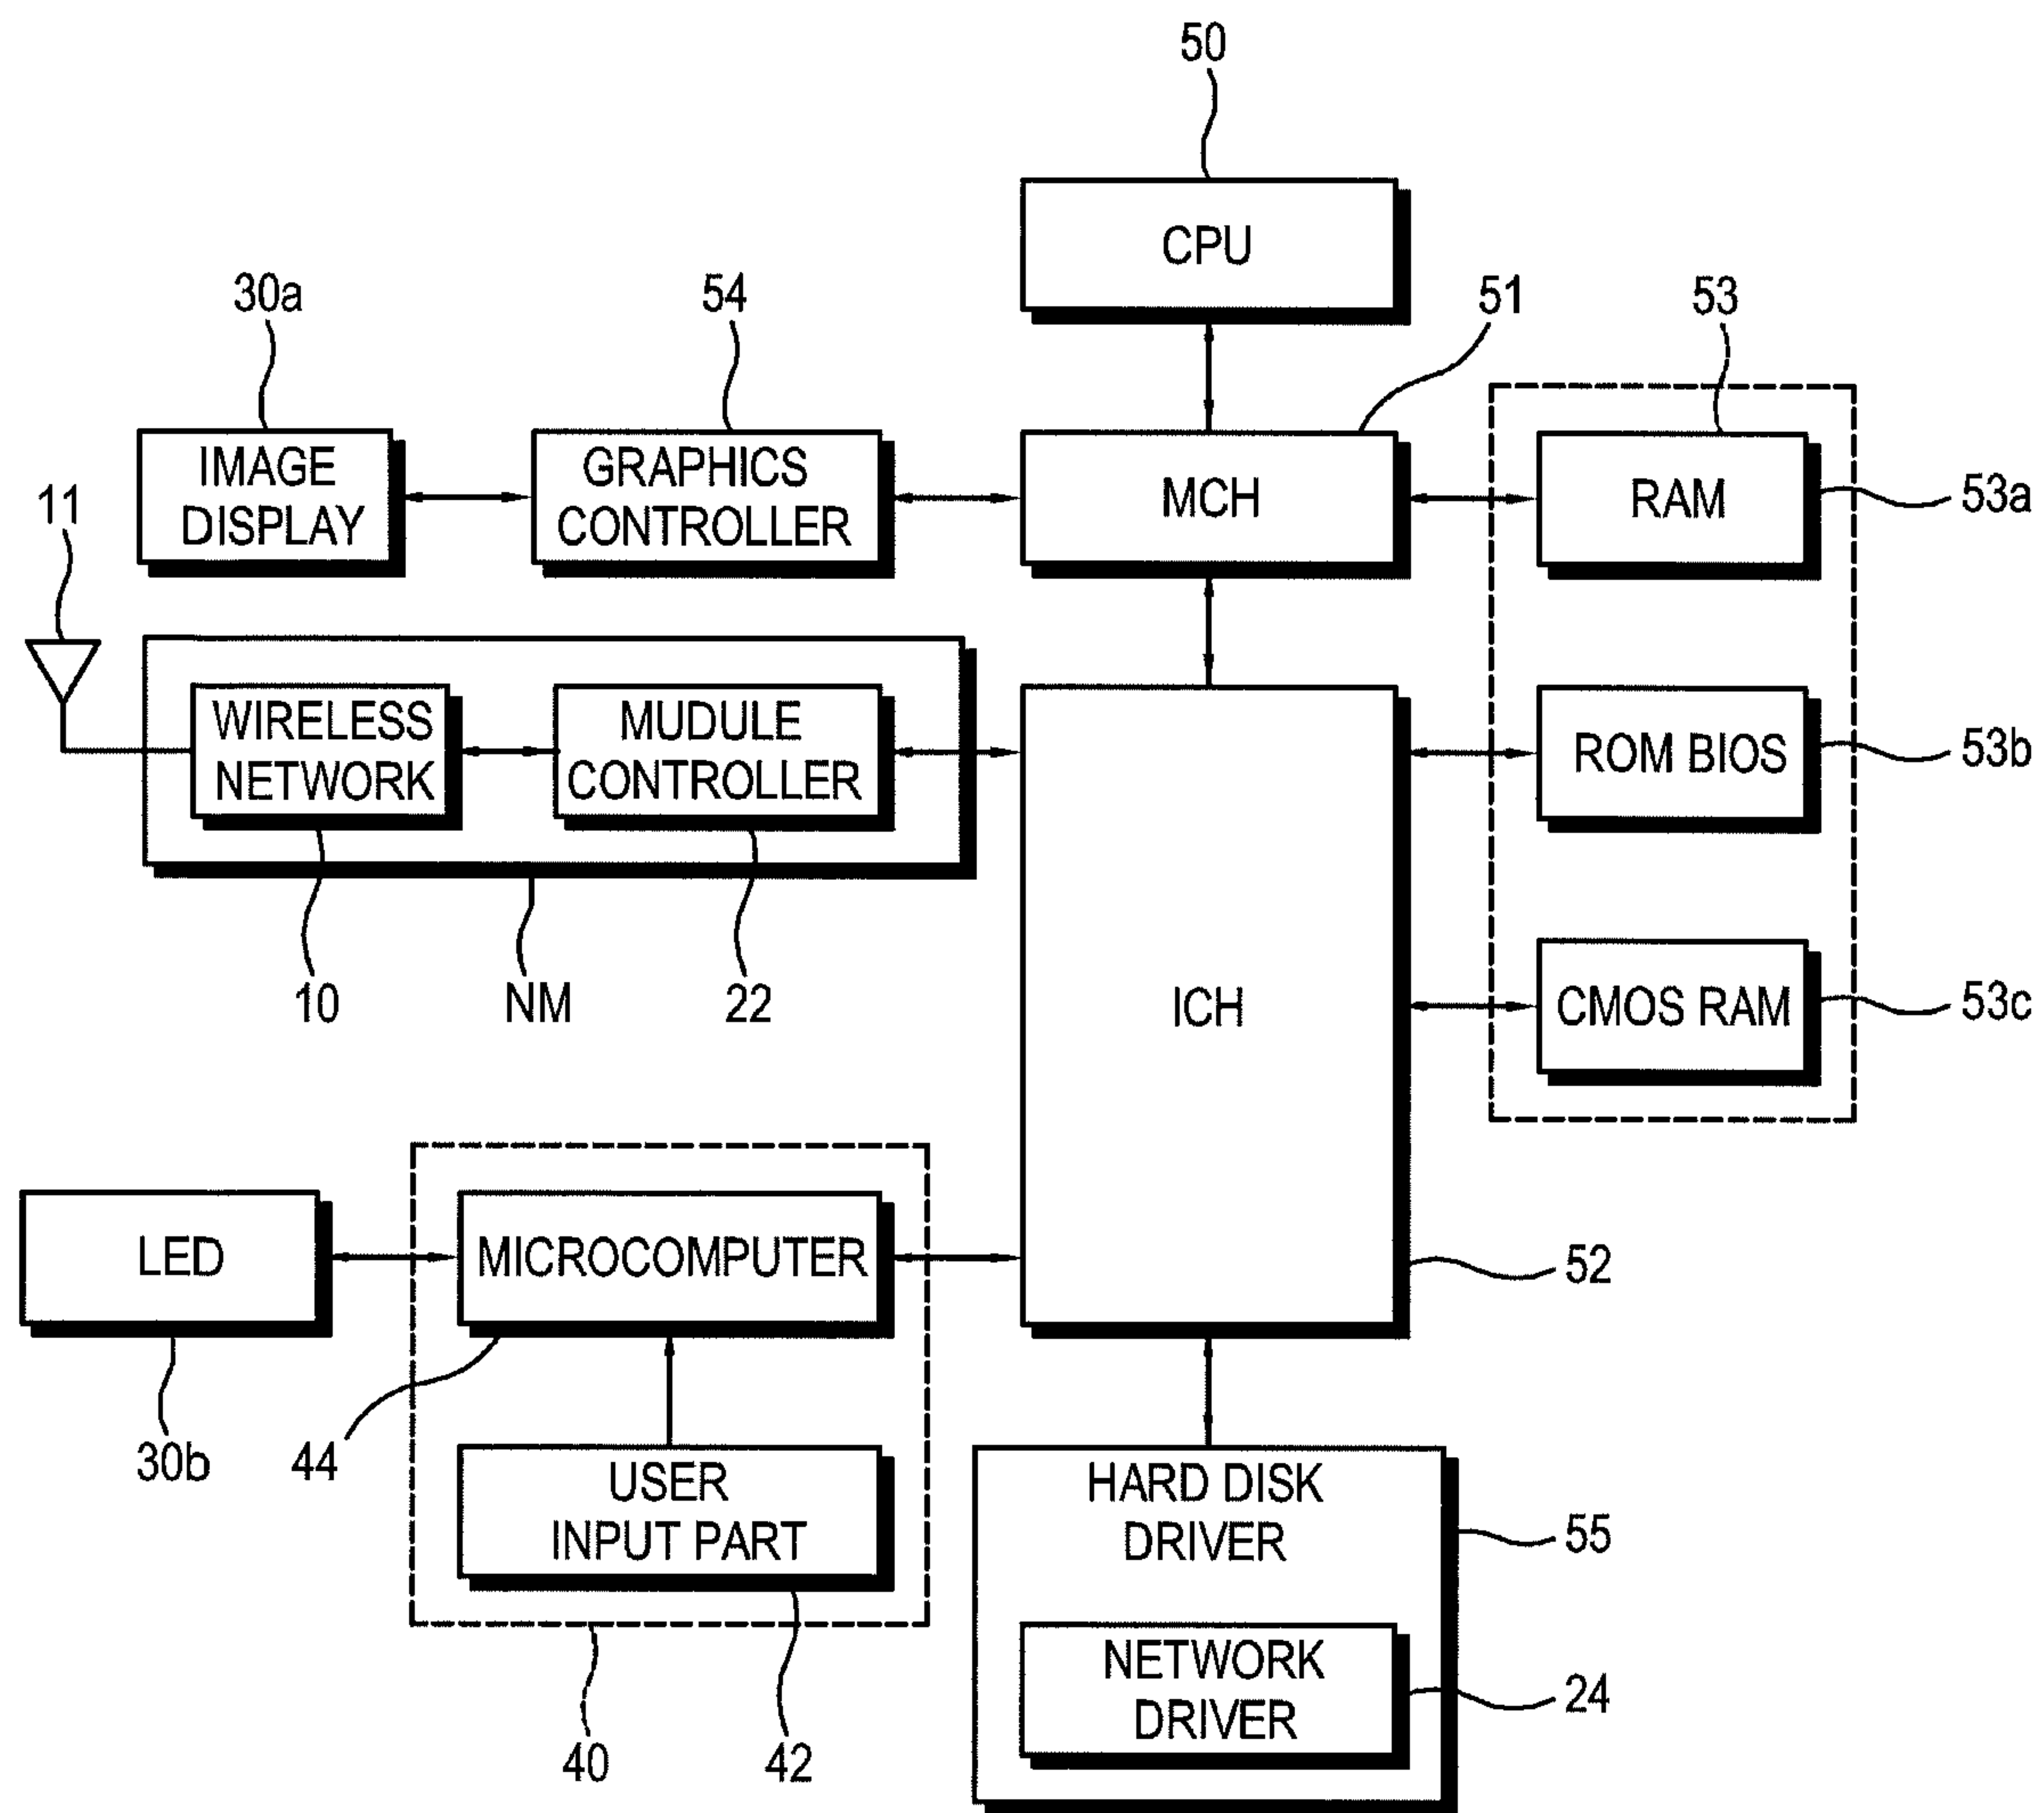 50
CPU
30a
54
51
53
IMAGE
DISPLAY
GRAPHICS
CONTROLLER
MCH
RAM
53a
11
WIRELESS
NETWORK
MUDULE
CONTROLLER
ROM BIOS
53b
10
NM
22
ICH
CMOS RAM
53c
LED
MICROCOMPUTER
52
30b
44
USER
INPUT PART
HARD DISK
DRIVER
55
NETWORK
DRIVER
24
40
42